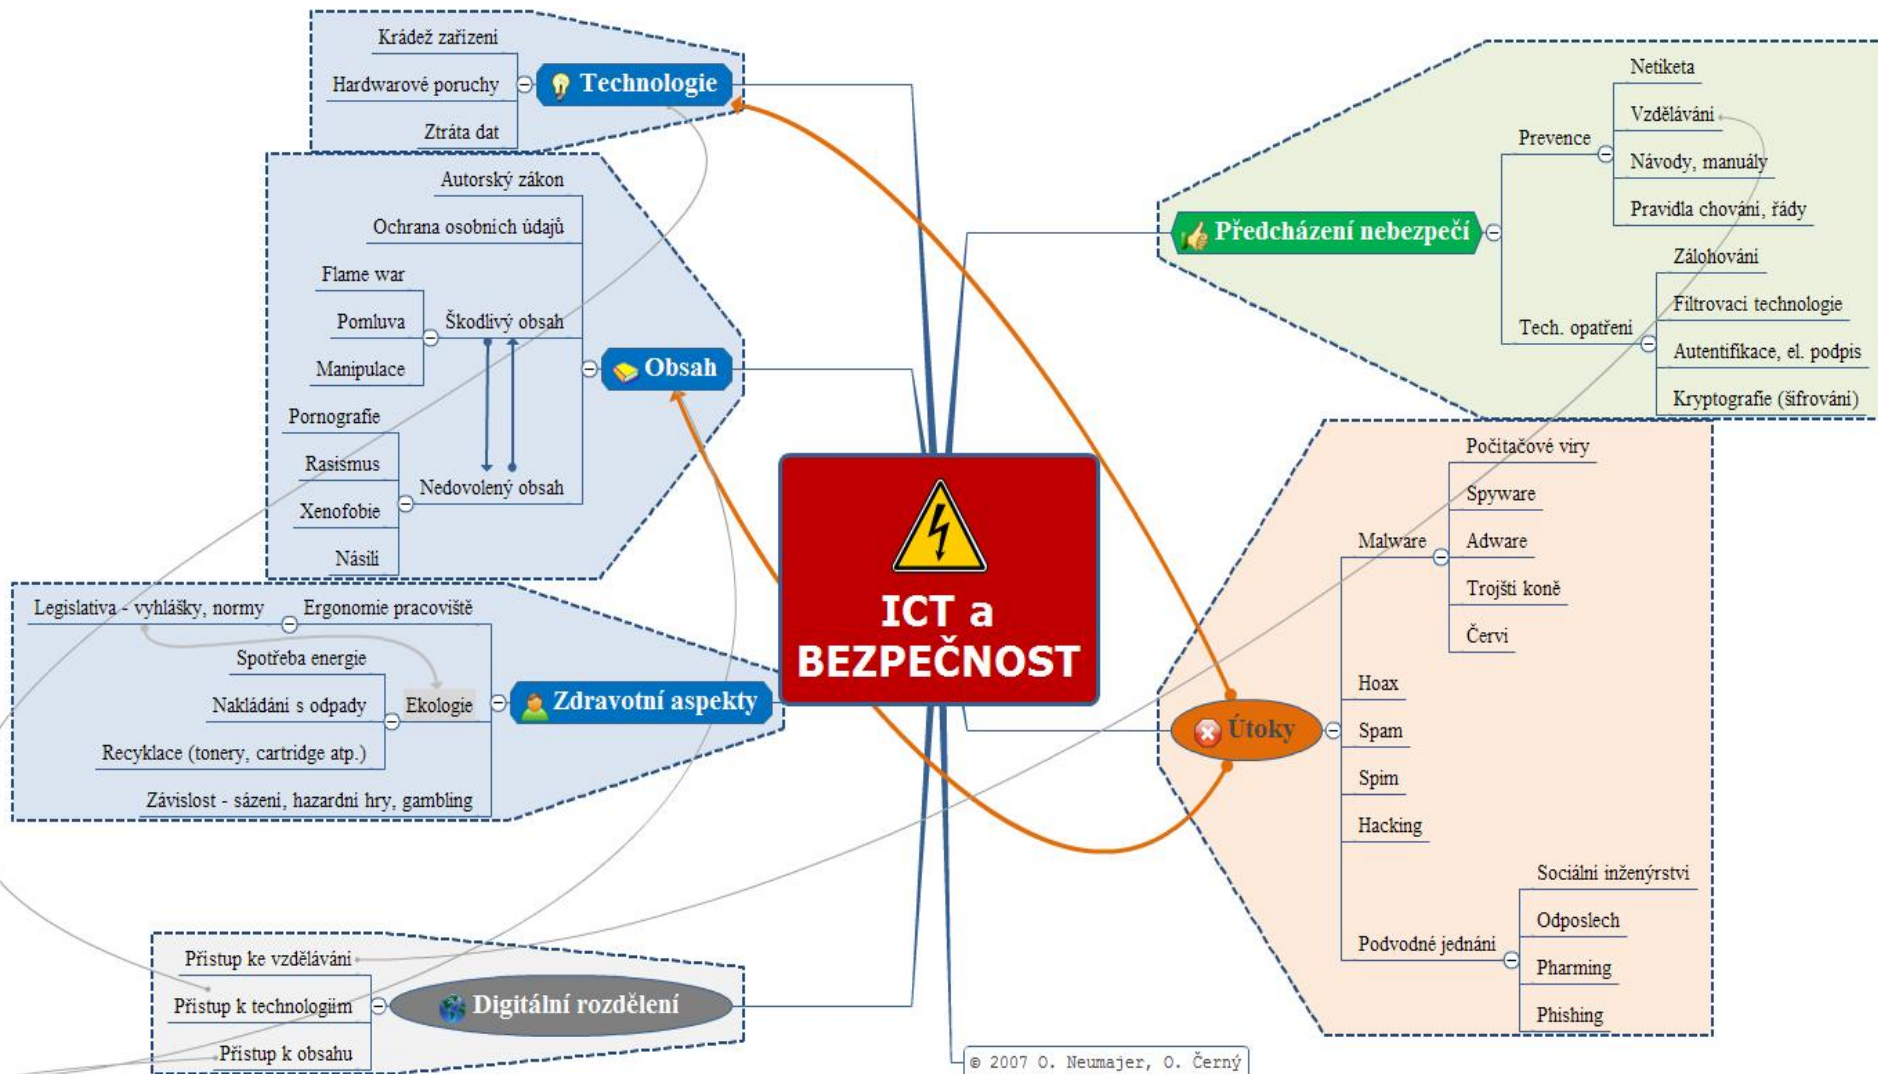 Krádež zařízení
Hardwarové poruchy
Ztráta dat
Technologie
Autorský zákon
Ochrana osobních údajů
Flame war
Pomluva
Manipulace
Škodlivý obsah
Pornografie
Rasismus
Xenofobie
Násilí
Nedovolený obsah
Obsah
Legislativa - vyhlášky, normy
Ergonomie pracoviště
Spotřeba energie
Nakládání s odpady
Recyklace (tonery, cartridge atp.)
Ekologie
Závislost - sázení, hazardní hry, gambling
Zdravotní aspekty
Přístup ke vzdělávání
Přístup k technologiím
Přístup k obsahu
Digitální rozdělení
ICT a
BEZPEČNOST
Předcházení nebezpečí
Prevence
Netiketa
Vzdělávání
Návody, manuály
Pravidla chování, řády
Tech. opatření
Zálohování
Filtrovací technologie
Autentifikace, el. podpis
Kryptografie (šifrování)
Útoky
Malware
Počítačové viry
Spyware
Adware
Trojští koně
Červi
Hoax
Spam
Spim
Hacking
Podvodné jednání
Sociální inženýrství
Odposlech
Pharming
Phishing
© 2007 O. Neumajer, O. Černý